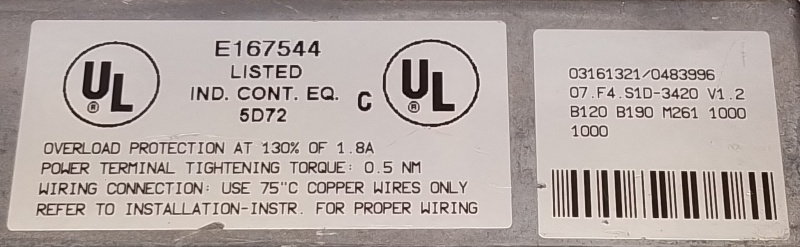 E167544
LISTED
IND. CONT. EQ.
5D72
UL
®
C UL
®
OVERLOAD PROTECTION AT 130% OF 1.8A
POWER TERMINAL TIGHTENING TORQUE: 0.5 NM
WIRING CONNECTION: USE 75"C COPPER WIRES ONLY
REFER TO INSTALLATION-INSTR. FOR PROPER WIRING
03161321/0483996
07.F4.S1D-3420 V1.2
B120 B190 M261 1000
1000